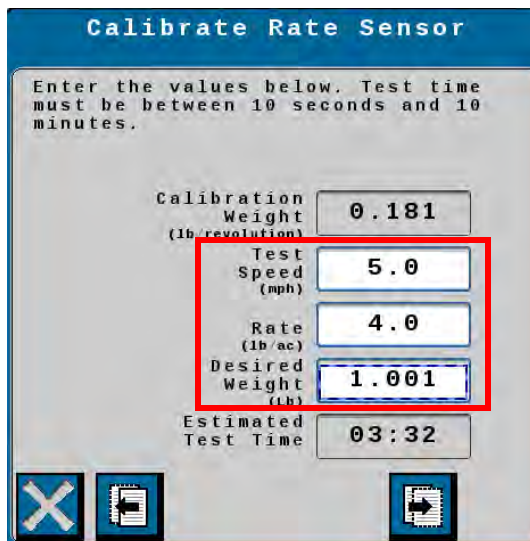 Calibrate Rate Sensor
Enter the values below. Test time
must be between 10 seconds and 10
minutes.
Calibration
Weight
(lb/revolution)
0.181
Test
Speed
(mph)
5.0
Rate
(lb/ac)
4.0
Desired
Weight
(Lb)
1.001
Estimated
Test Time
03:32